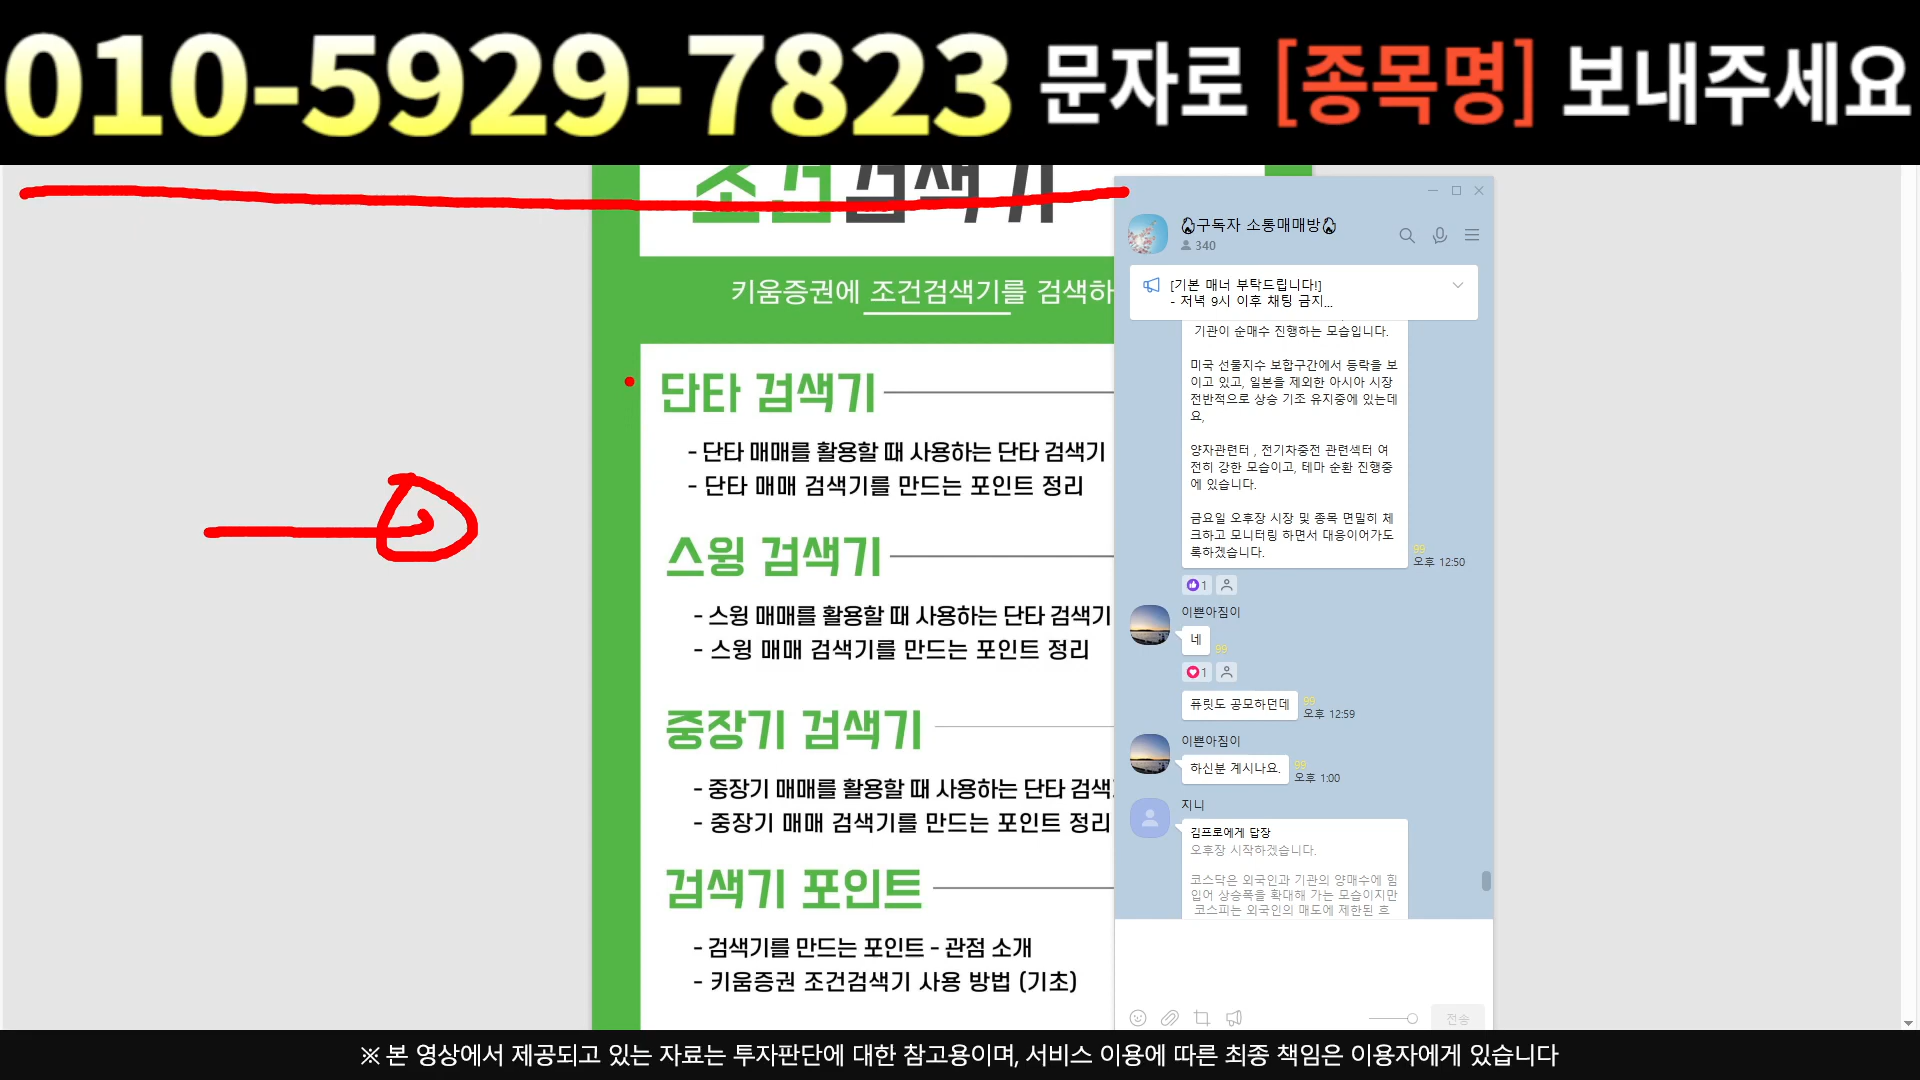 010-5929-7823 문자로 [종목명] 보내주세요
조건검색기
키움증권에 조건검색기를 검색하
단타 검색기
- 단타 매매를 활용할 때 사용하는 단타 검색기
- 단타 매매 검색기를 만드는 포인트 정리
스윙 검색기
- 스윙 매매를 활용할 때 사용하는 단타 검색기
- 스윙 매매 검색기를 만드는 포인트 정리
중장기 검색기
- 중장기 매매를 활용할 때 사용하는 단타 검색
- 중장기 매매 검색기를 만드는 포인트 정리
검색기 포인트
- 검색기를 만드는 포인트 - 관점 소개
- 키움증권 조건검색기 사용 방법 (기초)
구독자 소통매매방
340
[기본 매너 부탁드립니다!]
- 저녁 9시 이후 채팅 금지...
기관이 순매수 진행하는 모습입니다.
미국 선물지수 보합구간에서 등락을 보
이고 있고, 일본을 제외한 아시아 시장
전반적으로 상승 기조 유지중에 있는데
요,
양자관련터 , 전기차충전 관련섹터 여
전히 강한 모습이고, 테마 순환 진행중
에 있습니다.
금요일 오후장 시장 및 종목 면밀히 체
크하고 모니터링 하면서 대응이어가도
록하겠습니다.
99
오후 12:50
1
이쁜아짐이
네
99
1
퓨릿도 공모하던데
99
오후 12:59
이쁜아짐이
하신분 계시나요.
99
오후 1:00
지니
김프로에게 답장
오후장 시작하겠습니다.
코스닥은 외국인과 기관의 양매수에 힘
입어 상승폭을 확대해 가는 모습이지만
코스피는 외국인의 매도에 제한된 흐
전송
※ 본 영상에서 제공되고 있는 자료는 투자판단에 대한 참고용이며, 서비스 이용에 따른 최종 책임은 이용자에게 있습니다